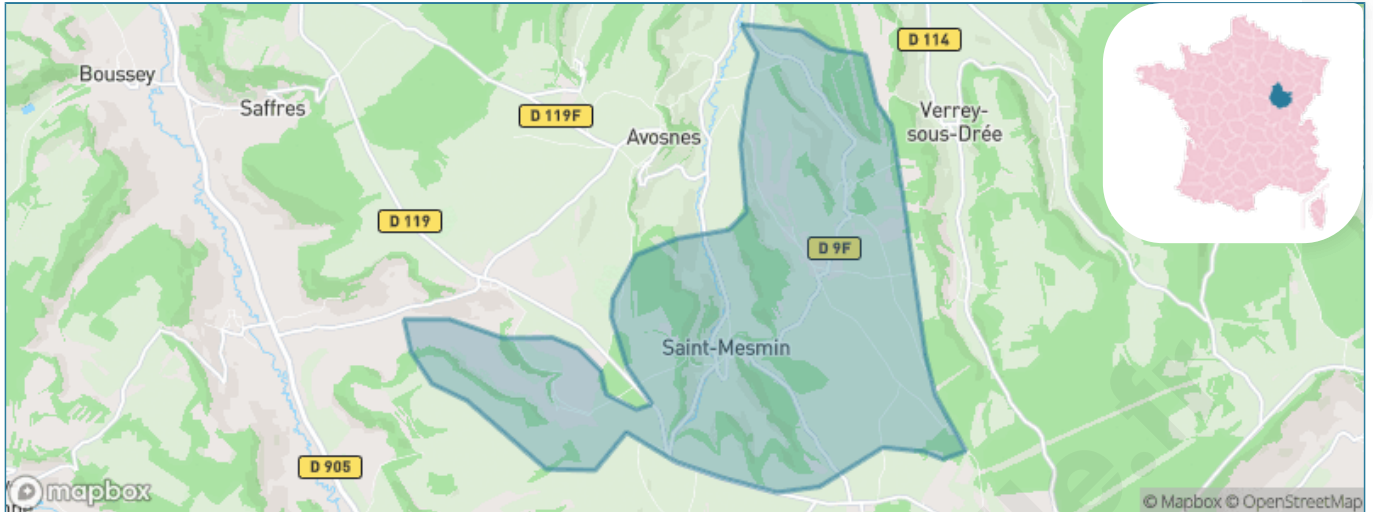 Boussey
Saffres
D 119F
Avosnes
D 114
Verrey-
sous-Drée
D 119
D 9F
Saint-Mesmin
D 905
mapbox
© Mapbox © OpenStreetMap